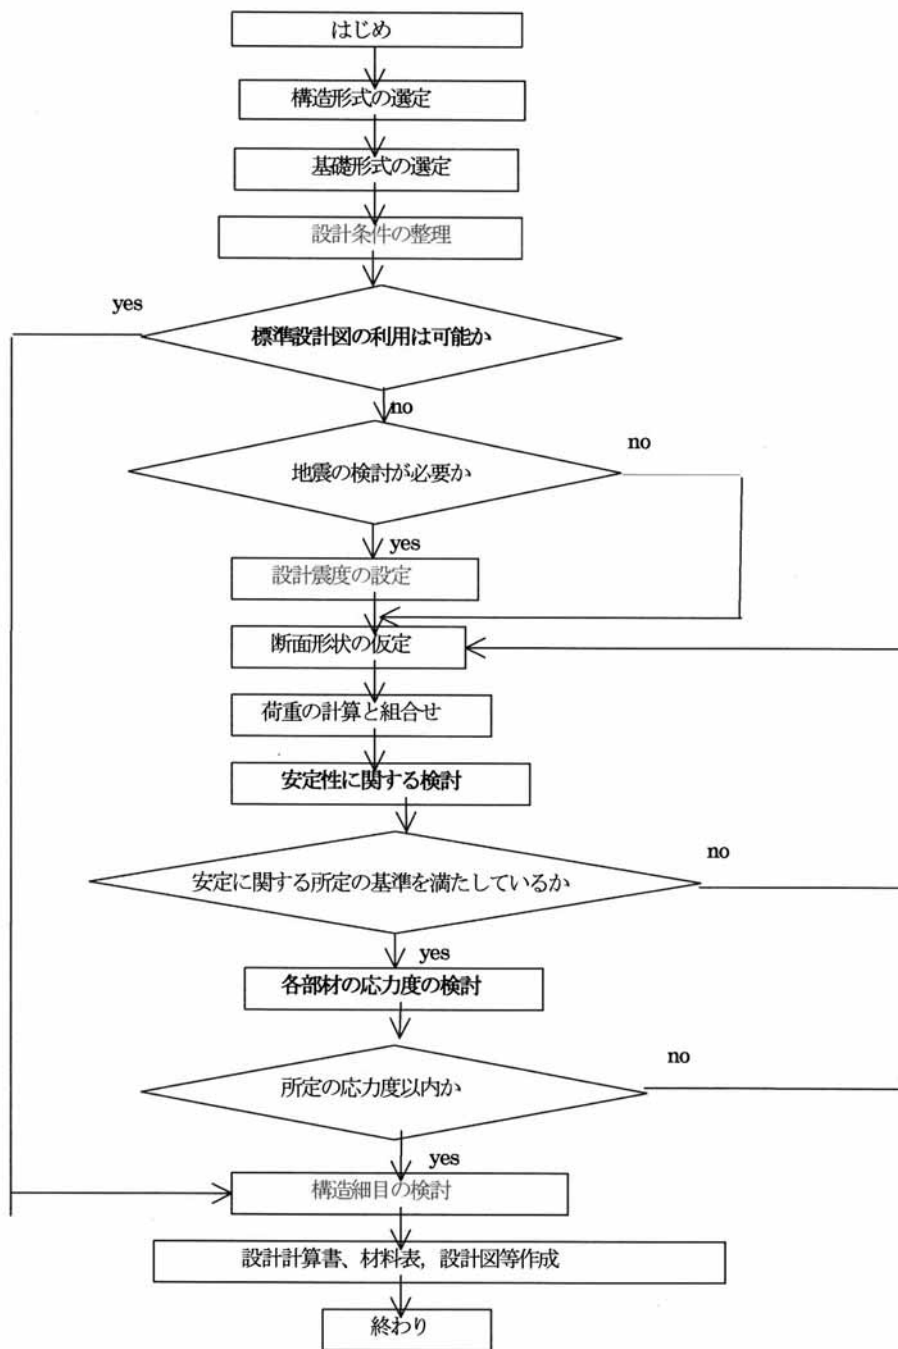 はじめ
構造形式の選定
基礎形式の選定
設計条件の整理
yes
標準設計図の利用は可能か
no
no
地震の検討が必要か
yes
設計震度の設定
断面形状の仮定
荷重の計算と組合せ
安定性に関する検討
no
安定に関する所定の基準を満たしているか
yes
各部材の応力度の検討
no
所定の応力度以内か
yes
構造細目の検討
設計計算書、材料表，設計図等作成
終わり